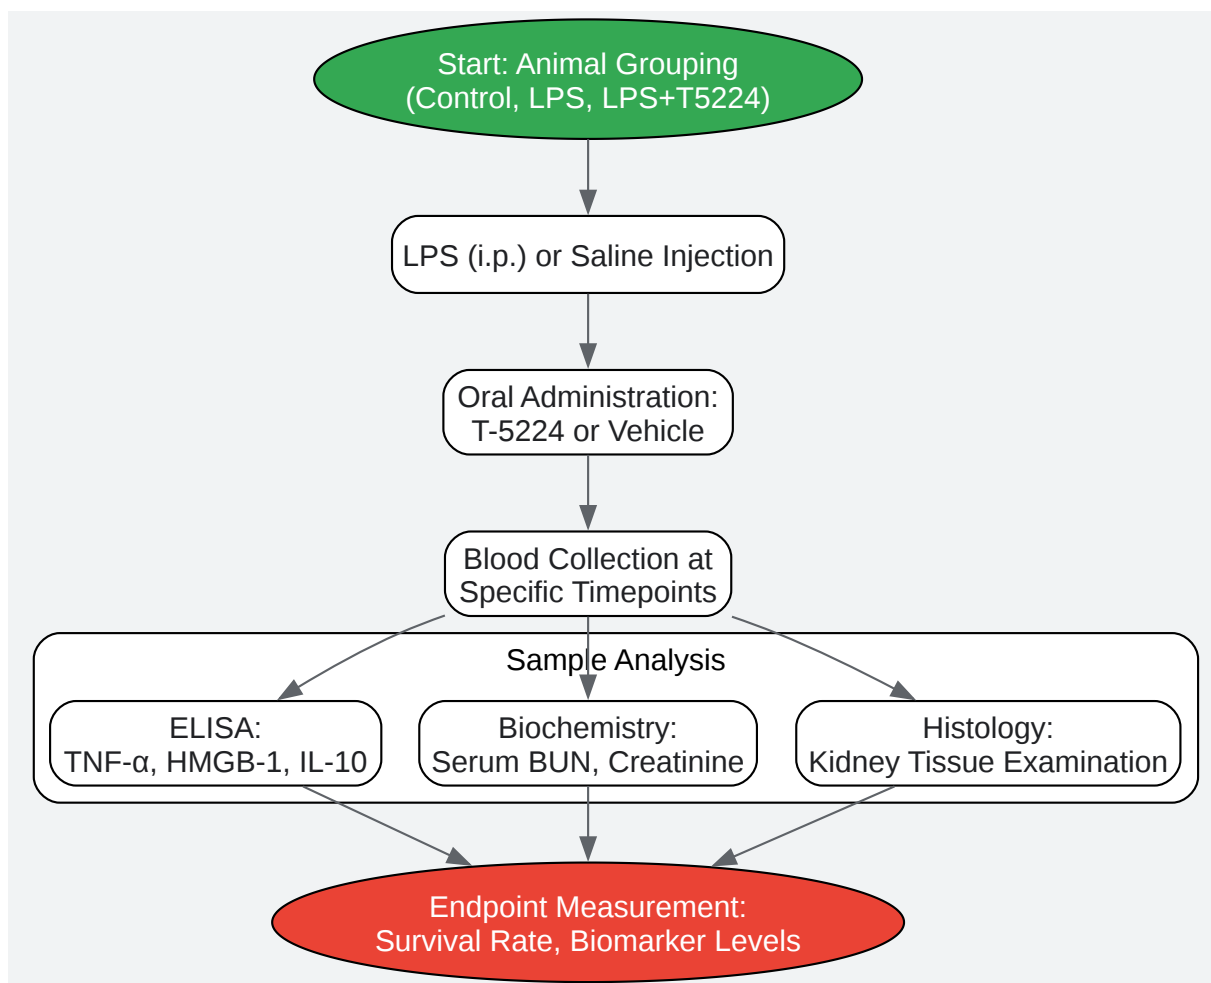 Start: Animal Grouping
(Control, LPS, LPS+T5224)
LPS (i.p.) or Saline Injection
Oral Administration:
T-5224 or Vehicle
Blood Collection at
Specific Timepoints
Sample Analysis
ELISA:
TNF-α, HMGB-1, IL-10
Biochemistry:
Serum BUN, Creatinine
Histology:
Kidney Tissue Examination
Endpoint Measurement:
Survival Rate, Biomarker Levels